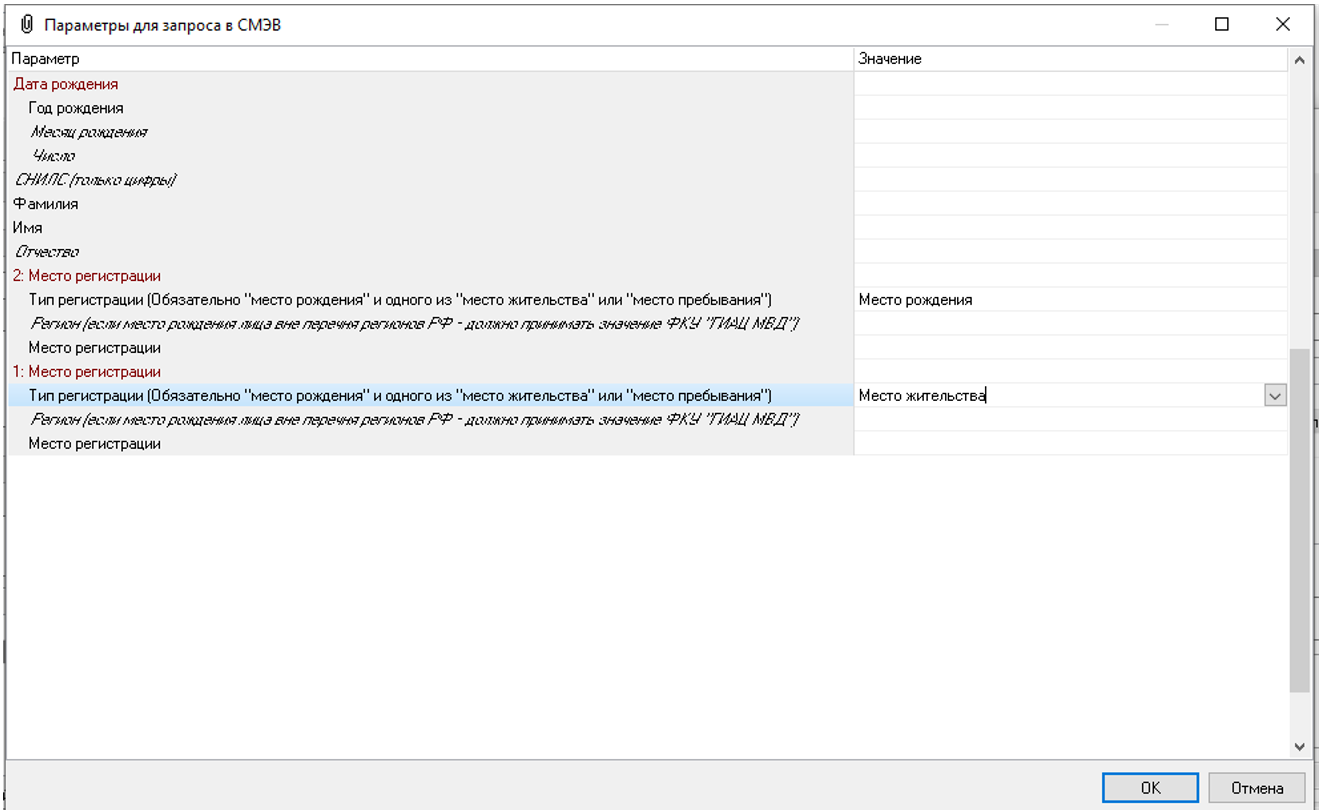 Параметры для запроса в СМЭВ
Параметр Значение
Дата рождения
Год рождения
Месяц рождения
Число
СНИЛС (только цифры)
Фамилия
Имя
Отчество
2: Место регистрации
Тип регистрации (Обязательно "место рождения" и одного из "место жительства" или "место пребывания") Место рождения
Регион (если место рождения лица вне перечня регионов РФ - должно принимать значение ФКУ "ГИАЦ МВД")
Место регистрации
1: Место регистрации
Тип регистрации (Обязательно "место рождения" и одного из "место жительства" или "место пребывания") Место жительства
Регион (если место рождения лица вне перечня регионов РФ - должно принимать значение ФКУ "ГИАЦ МВД")
Место регистрации
OK Отмена